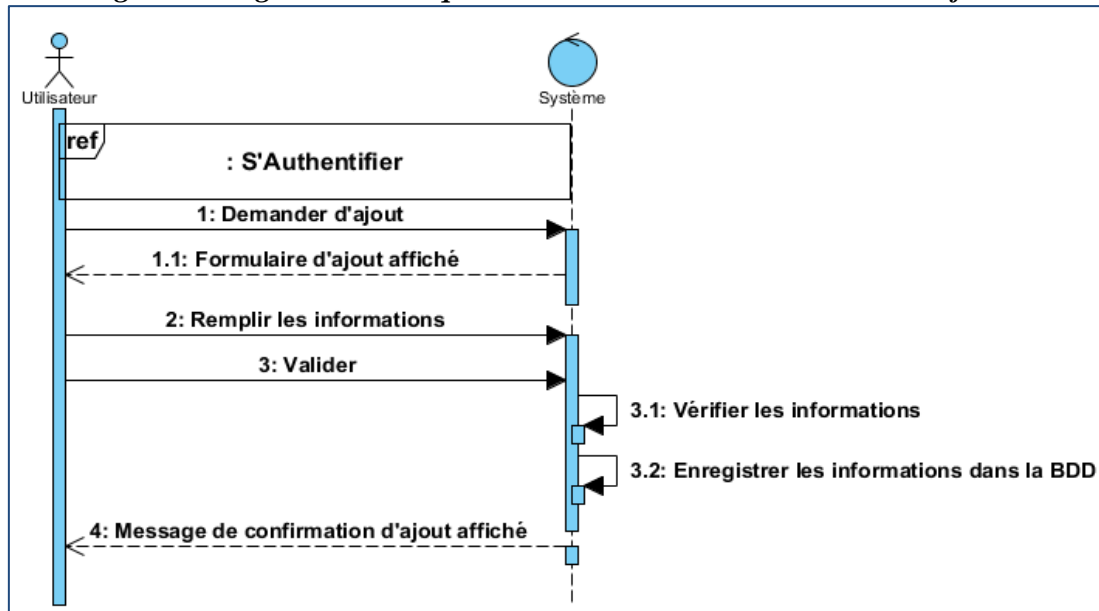 Utilisateur
Système
ref
: S'Authentifier
1: Demander d'ajout
1.1: Formulaire d'ajout affiché
2: Remplir les informations
3: Valider
3.1: Vérifier les informations
3.2: Enregistrer les informations dans la BDD
4: Message de confirmation d'ajout affiché